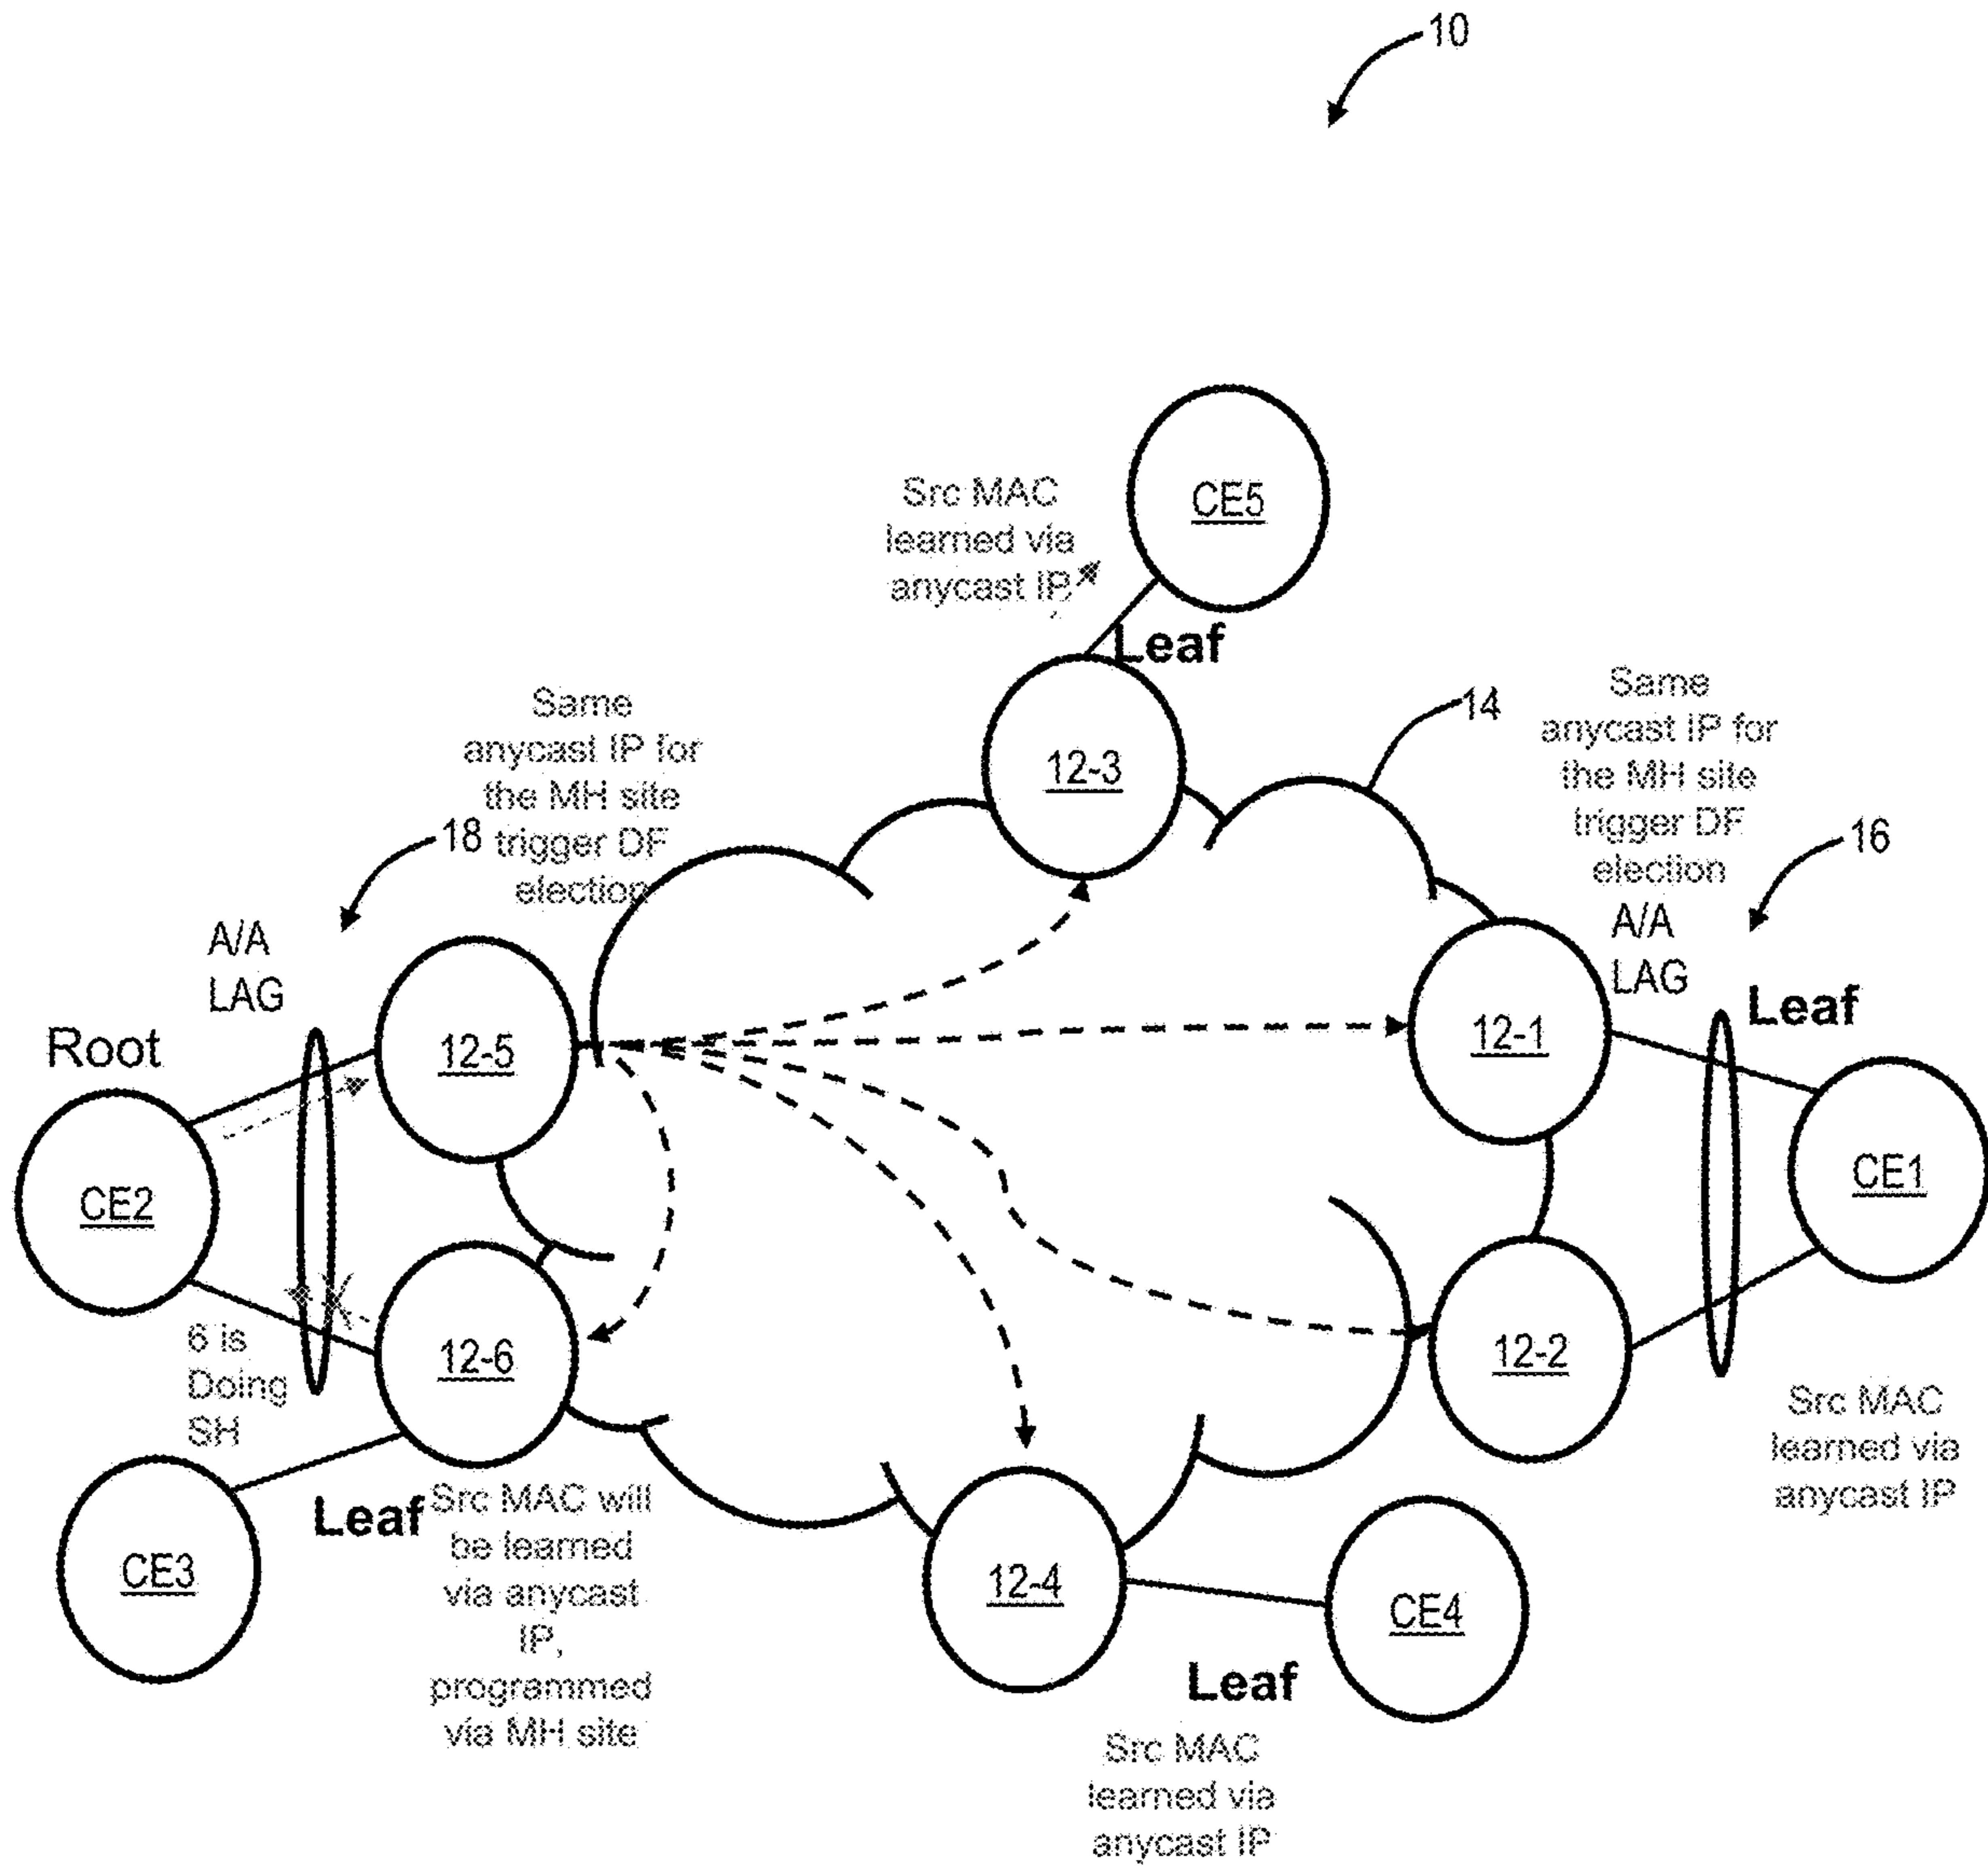 10
CE5
Src MAC
learned via
anycast IP
Leaf
Same
anycast IP for
the MH site
trigger DF
election
18
12-3
14
Same
anycast IP for
the MH site
trigger DF
election
16
A/A
LAG
A/A
LAG
Leaf
Root
12-5
12-1
CE2
CE1
6 is
Doing
SH
12-6
12-2
Src MAC
learned via
anycast IP
Leaf
CE3
Src MAC will
be learned
via anycast
IP,
programmed
via MH site
12-4
CE4
Leaf
Src MAC
learned via
anycast IP